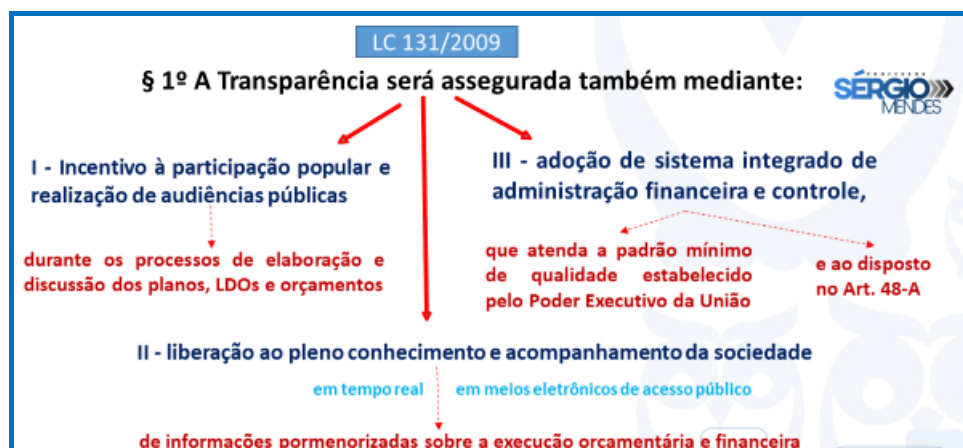 LC 131/2009
§ 1º A Transparência será assegurada também mediante:
PROFESSOR
SÉRGIO
MENDES
I - Incentivo à participação popular e
realização de audiências públicas
durante os processos de elaboração e
discussão dos planos, LDOs e orçamentos
III - adoção de sistema integrado de
administração financeira e controle,
que atenda a padrão mínimo
de qualidade estabelecido
pelo Poder Executivo da União
e ao disposto
no Art. 48-A
II - liberação ao pleno conhecimento e acompanhamento da sociedade
em tempo real em meios eletrônicos de acesso público
de informações pormenorizadas sobre a execução orçamentária e financeira